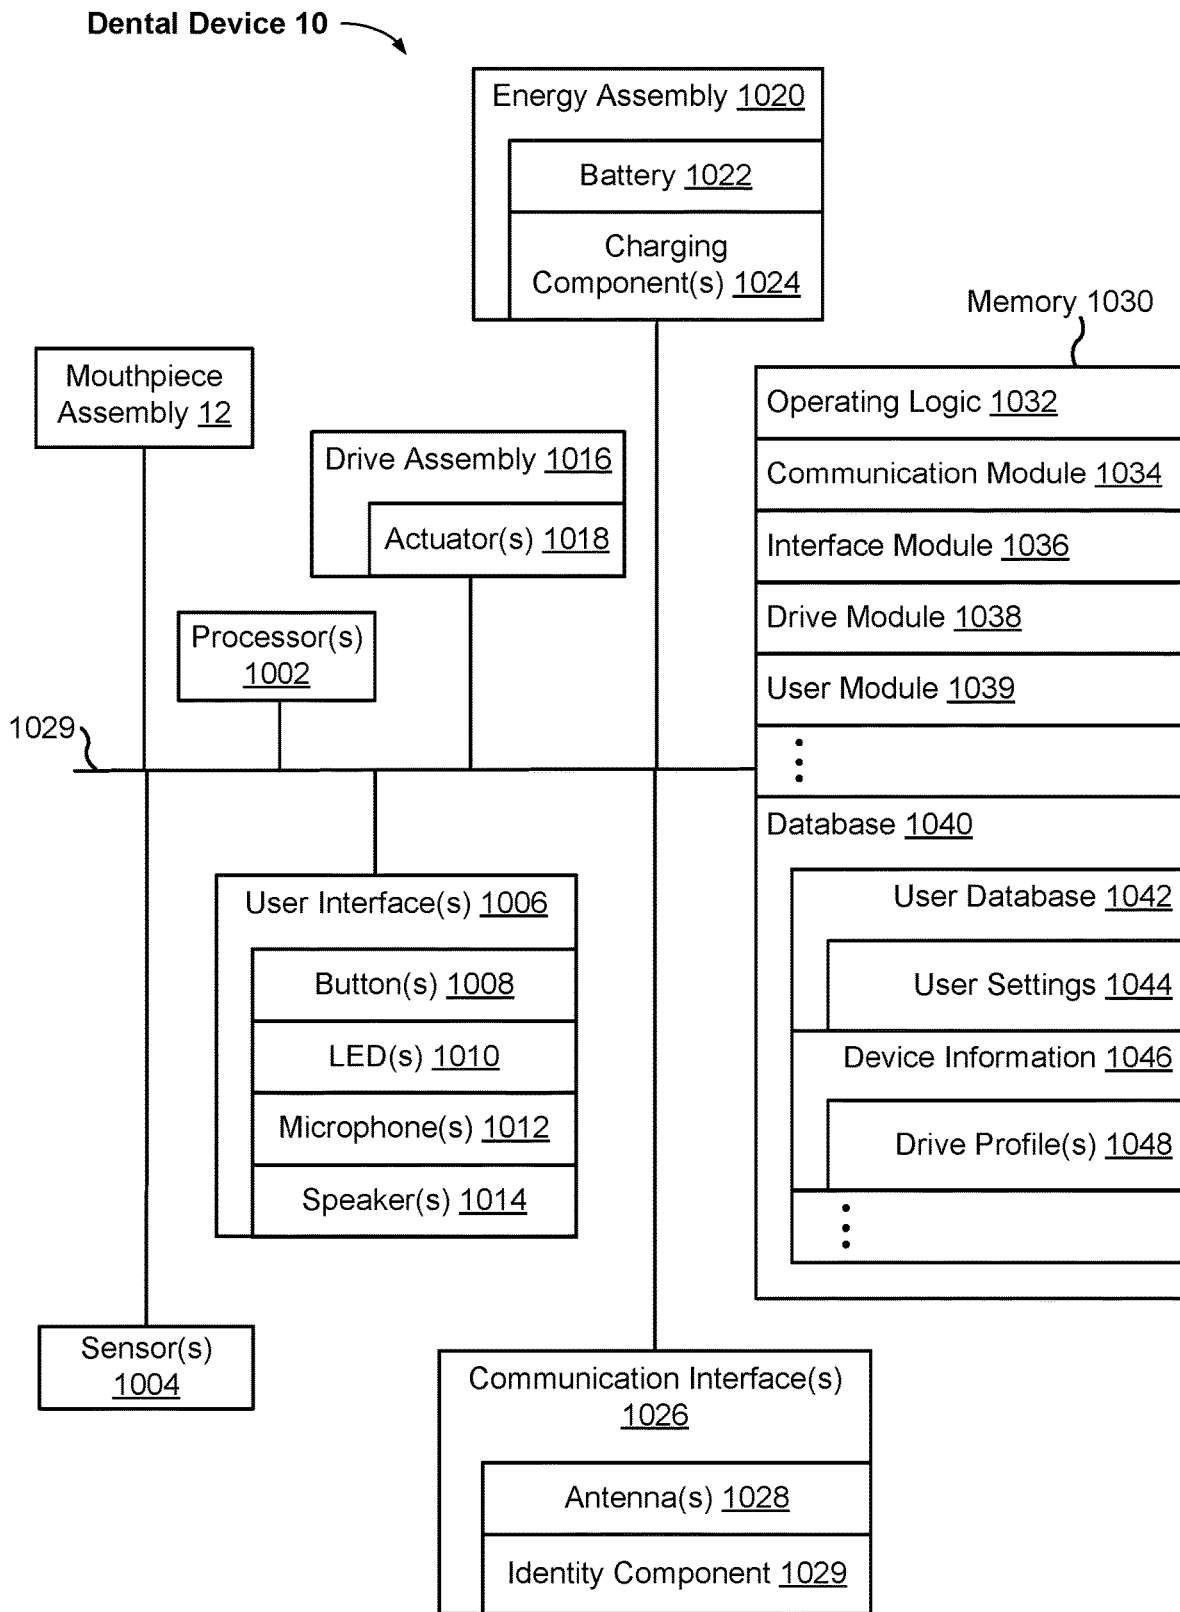 Dental Device 10
Energy Assembly 1020
Battery 1022
Charging
Component(s) 1024
Memory 1030
Mouthpiece
Assembly 12
Operating Logic 1032
Drive Assembly 1016
Communication Module 1034
Actuator(s) 1018
Interface Module 1036
Processor(s)
1002
Drive Module 1038
User Module 1039
1029
Database 1040
User Interface(s) 1006
User Database 1042
Button(s) 1008
User Settings 1044
LED(s) 1010
Device Information 1046
Microphone(s) 1012
Drive Profile(s) 1048
Speaker(s) 1014
Sensor(s)
1004
Communication Interface(s)
1026
Antenna(s) 1028
Identity Component 1029